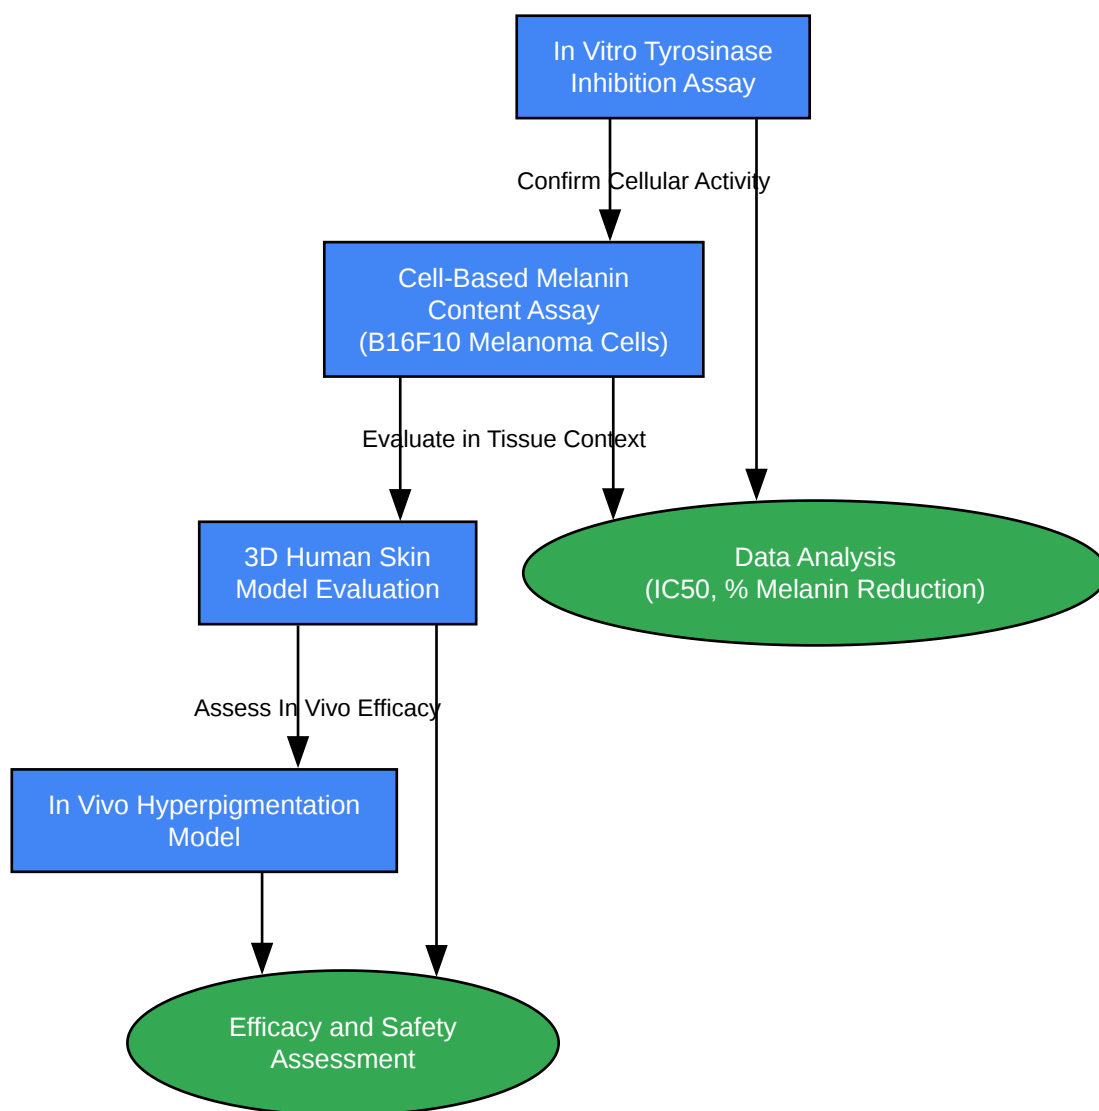 In Vitro Tyrosinase
Inhibition Assay
Confirm Cellular Activity
Cell-Based Melanin
Content Assay
(B16F10 Melanoma Cells)
Evaluate in Tissue Context
3D Human Skin
Model Evaluation
Data Analysis
(IC50, % Melanin Reduction)
Assess In Vivo Efficacy
In Vivo Hyperpigmentation
Model
Efficacy and Safety
Assessment